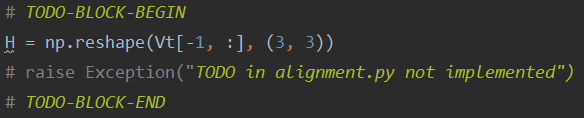 # TODO-BLOCK-BEGIN
H = np.reshape(Vt[-1, :], (3, 3))
# raise Exception("TODO in alignment.py not implemented")
# TODO-BLOCK-END